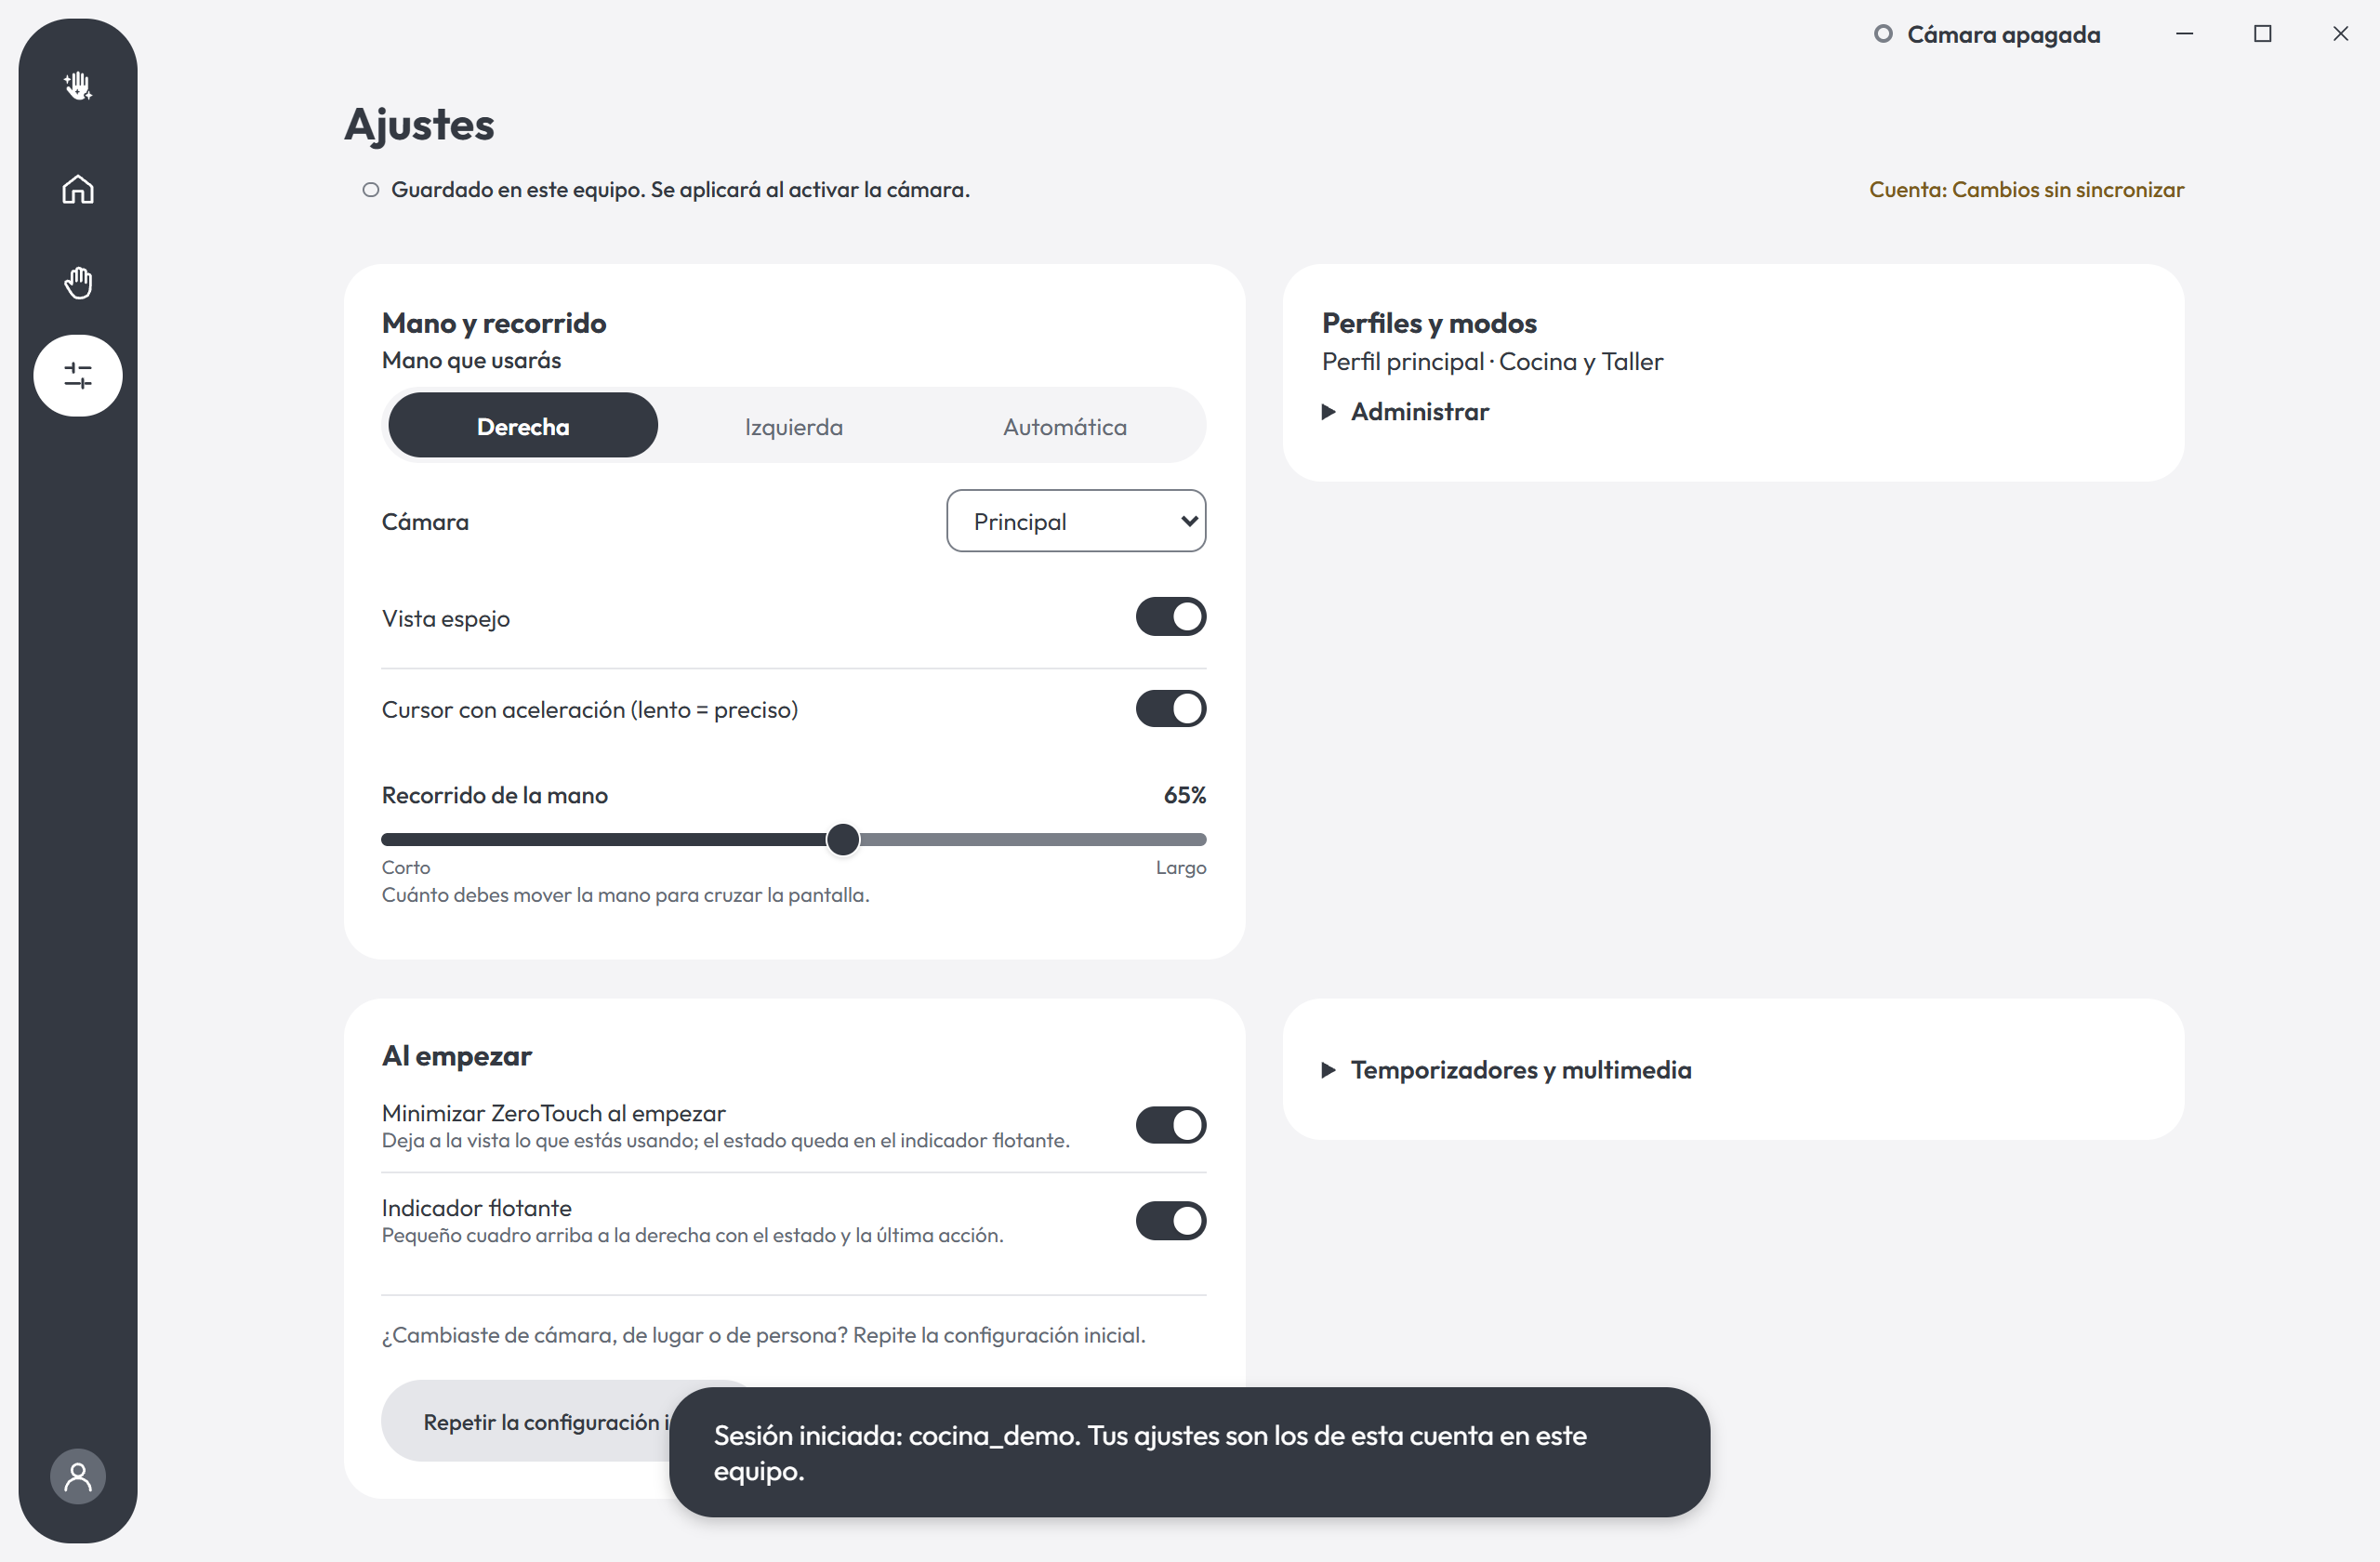 Cámara apagada
Ajustes
Guardado en este equipo. Se aplicará al activar la cámara.
Cuenta: Cambios sin sincronizar
Mano y recorrido
Mano que usarás
Derecha
Izquierda
Automática
Cámara
Principal
Vista espejo
Cursor con aceleración (lento = preciso)
Recorrido de la mano
65%
Corto
Largo
Cuánto debes mover la mano para cruzar la pantalla.
Perfiles y modos
Perfil principal · Cocina y Taller
Administrar
Al empezar
Minimizar ZeroTouch al empezar
Deja a la vista lo que estás usando; el estado queda en el indicador flotante.
Indicador flotante
Pequeño cuadro arriba a la derecha con el estado y la última acción.
¿Cambiaste de cámara, de lugar o de persona? Repite la configuración inicial.
Repetir la configuración
Temporizadores y multimedia
Sesión iniciada: cocina_demo. Tus ajustes son los de esta cuenta en este
equipo.